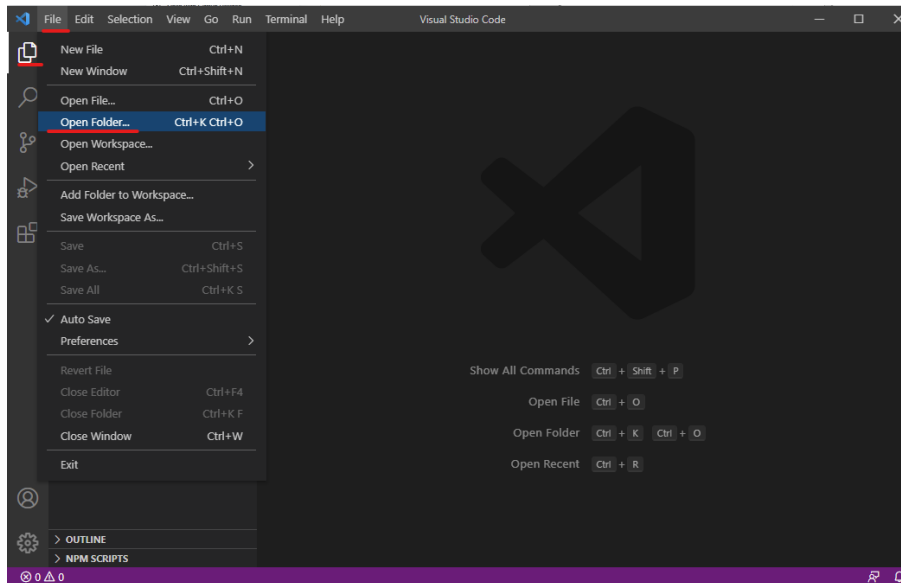 File Edit Selection View Go Run Terminal Help Visual Studio Code
New File Ctrl+N
New Window Ctrl+Shift+N
Open File... Ctrl+O
Open Folder... Ctrl+K Ctrl+O
Open Workspace...
Open Recent
Add Folder to Workspace...
Save Workspace As...
Save Ctrl+S
Save As... Ctrl+Shift+S
Save All Ctrl+K S
Auto Save
Preferences
Revert File
Close Editor Ctrl+F4
Close Folder Ctrl+K F
Close Window Ctrl+W
Exit
Show All Commands Ctrl + Shift + P
Open File Ctrl + O
Open Folder Ctrl + K Ctrl + O
Open Recent Ctrl + R
OUTLINE
NPM SCRIPTS
0 0